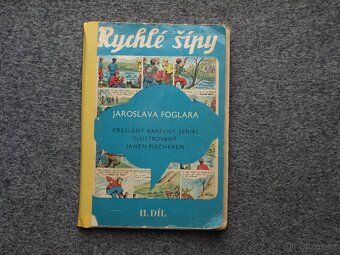 Rychlé šípy
JAROSLAVA FOGLARA
KRESLENÝ BAREVNÝ SERIÁL
ILUSTROVANÝ
JANEM FISCHEREM
II. DÍL